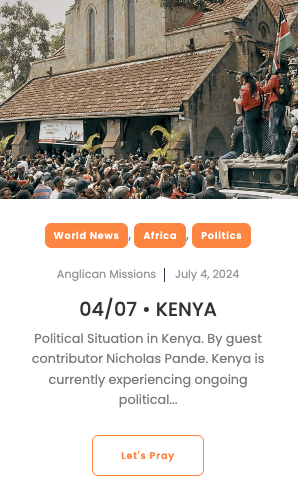 World News, Africa, Politics
Anglican Missions | July 4, 2024
04/07 • KENYA
Political Situation in Kenya. By guest
contributor Nicholas Pande. Kenya is
currently experiencing ongoing
political...
Let's Pray